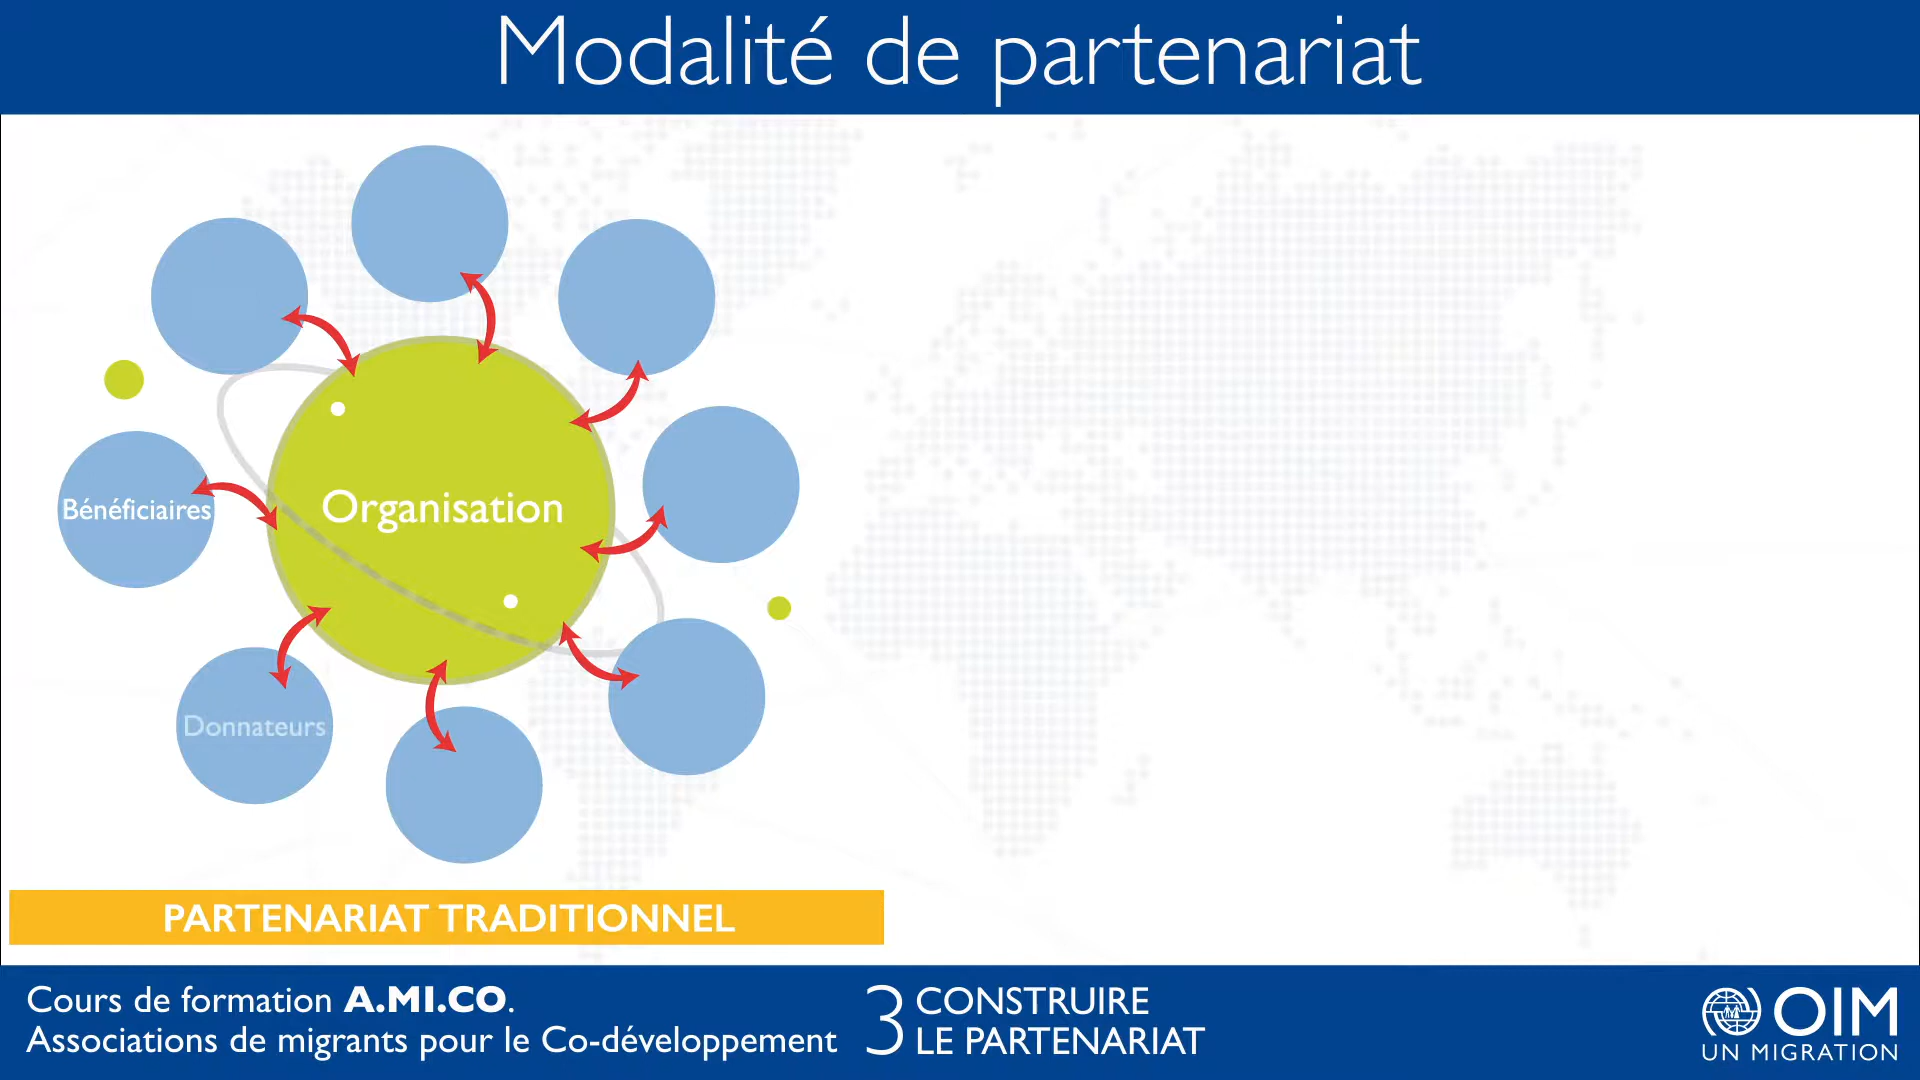 Modalité de partenariat
Organisation
Bénéficiaires
Donnateurs
PARTENARIAT TRADITIONNEL
Cours de formation A.MI.CO.
Associations de migrants pour le Co-développement
3 CONSTRUIRE
LE PARTENARIAT
OIM
UN MIGRATION